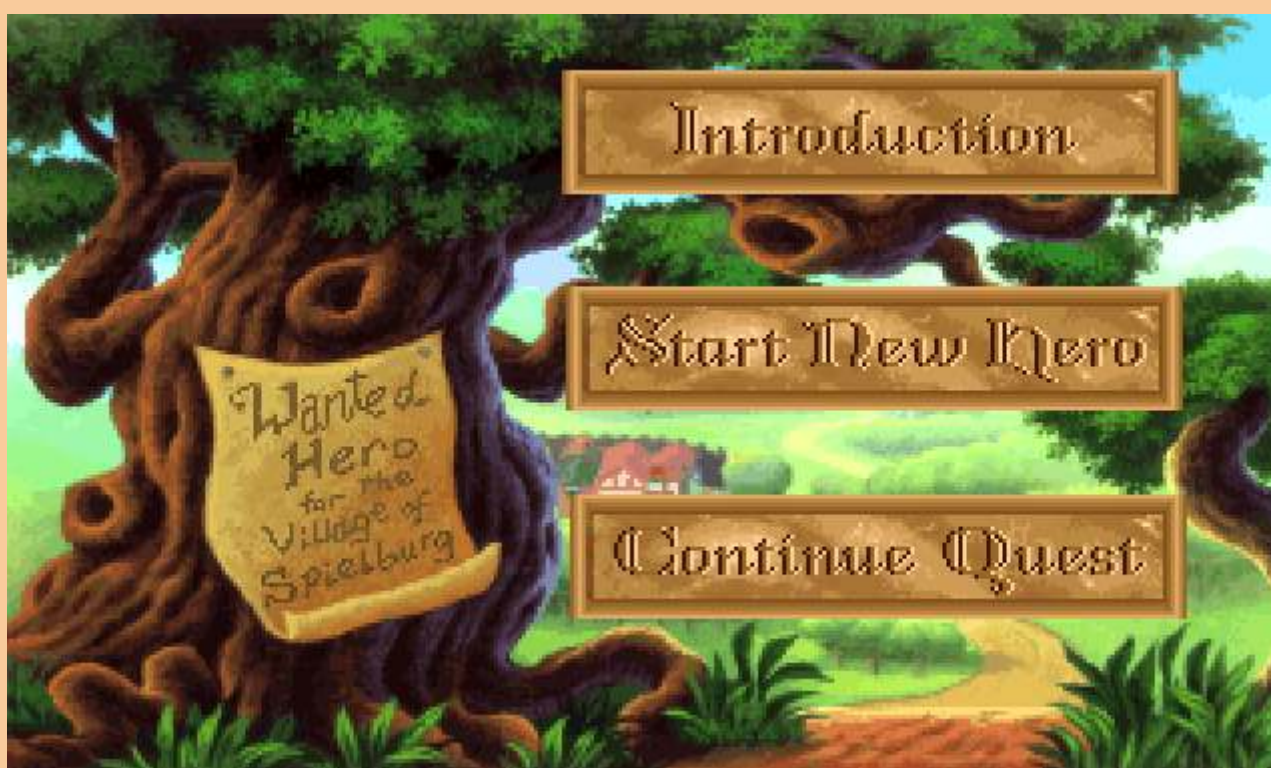 Introduction
Start New Hero
Continue Quest
Wanted
Hero
for the
Village of
Spielburg